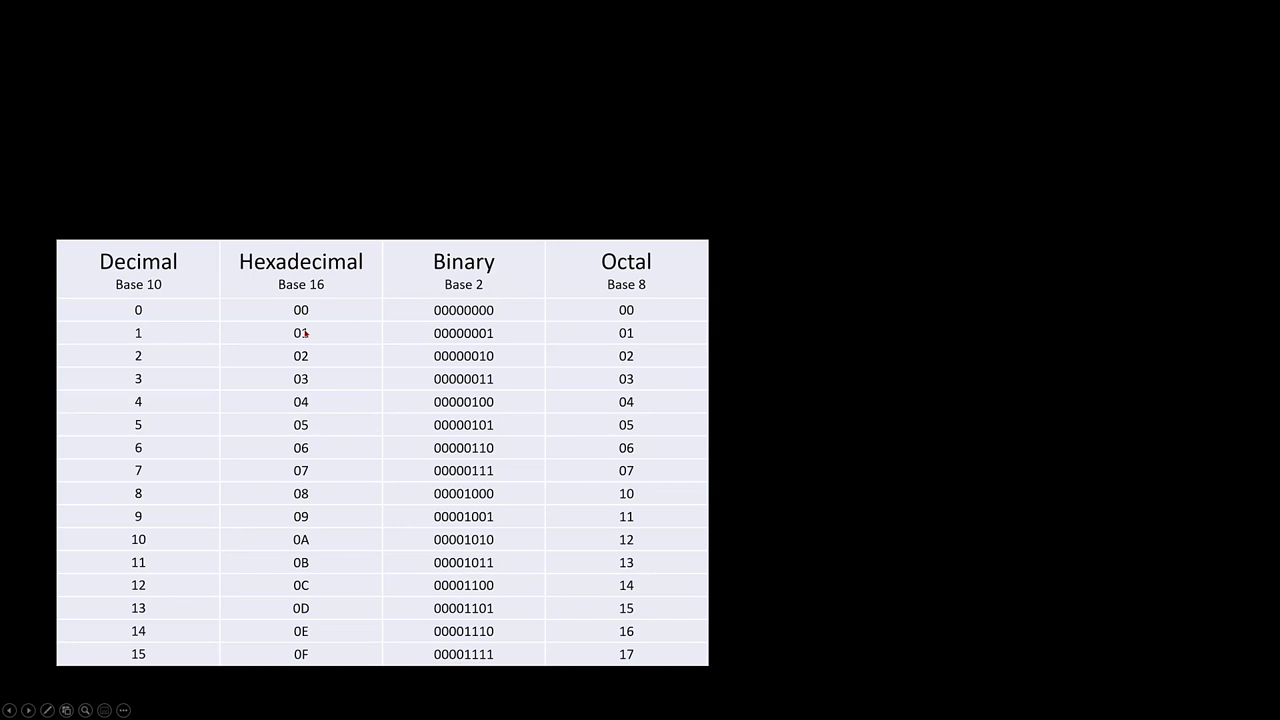 Decimal Hexadecimal Binary Octal
Base 10 Base 16 Base 2 Base 8
0 00 00000000 00
1 01 00000001 01
2 02 00000010 02
3 03 00000011 03
4 04 00000100 04
5 05 00000101 05
6 06 00000110 06
7 07 00000111 07
8 08 00001000 10
9 09 00001001 11
10 0A 00001010 12
11 0B 00001011 13
12 0C 00001100 14
13 0D 00001101 15
14 0E 00001110 16
15 0F 00001111 17